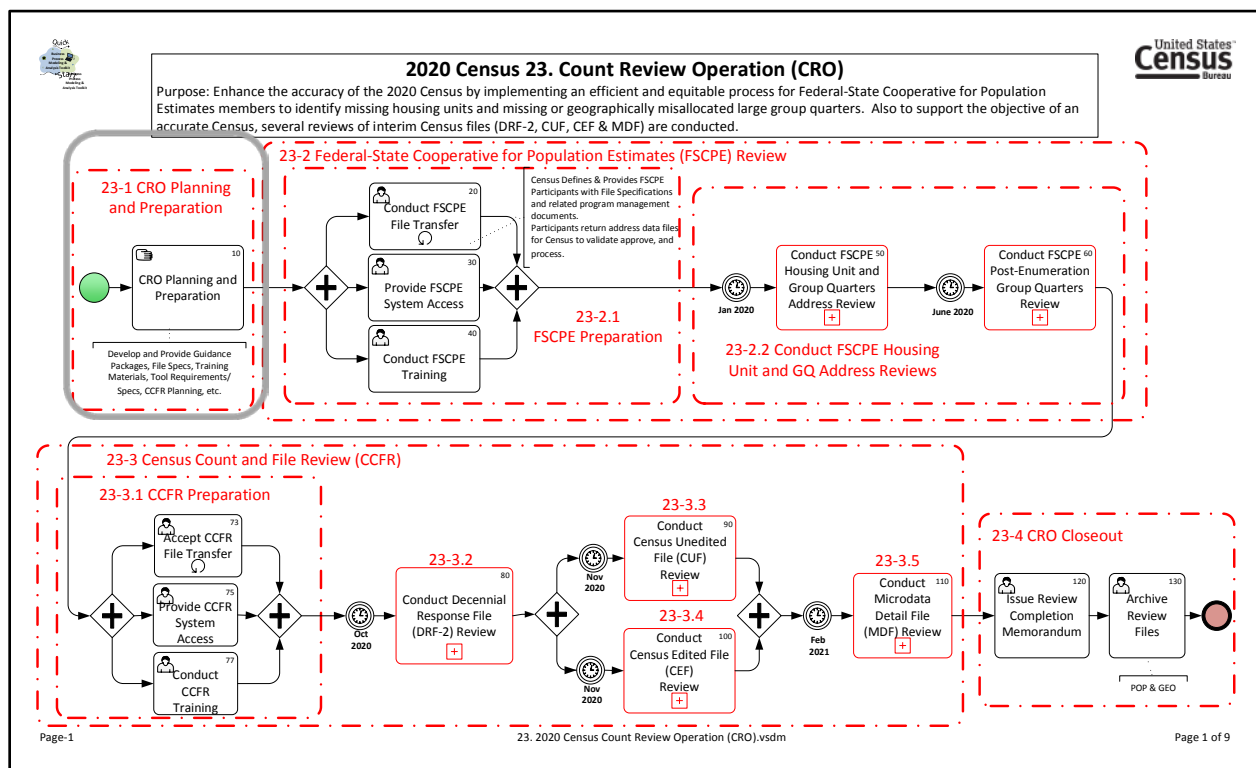 Quick
Business
Process
Modeling &
Analysis Toolkit
Start
Process
Modeling &
Analysis Toolkit
United States™
Census
Bureau
2020 Census 23. Count Review Operation (CRO)
Purpose: Enhance the accuracy of the 2020 Census by implementing an efficient and equitable process for Federal-State Cooperative for Population
Estimates members to identify missing housing units and missing or geographically misallocated large group quarters. Also to support the objective of an
accurate Census, several reviews of interim Census files (DRF-2, CUF, CEF & MDF) are conducted.
23-1 CRO Planning
and Preparation
10
CRO Planning and
Preparation
Develop and Provide Guidance
Packages, File Specs, Training
Materials, Tool Requirements/
Specs, CCFR Planning, etc.
23-2 Federal-State Cooperative for Population Estimates (FSCPE) Review
20
Conduct FSCPE
File Transfer
Census Defines & Provides FSCPE
Participants with File Specifications
and related program management
documents.
Participants return address data files
for Census to validate approve, and
process.
30
Provide FSCPE
System Access
40
Conduct FSCPE
Training
23-2.1
FSCPE Preparation
Jan 2020
Conduct FSCPE 50
Housing Unit and
Group Quarters
Address Review
June 2020
Conduct FSCPE 60
Post-Enumeration
Group Quarters
Review
23-2.2 Conduct FSCPE Housing
Unit and GQ Address Reviews
23-3 Census Count and File Review (CCFR)
23-3.1 CCFR Preparation
73
Accept CCFR
File Transfer
75
Provide CCFR
System Access
77
Conduct
CCFR
Training
Oct
2020
23-3.2
80
Conduct Decennial
Response File
(DRF-2) Review
Nov
2020
23-3.3
Conduct 90
Census Unedited
File (CUF)
Review
Nov
2020
23-3.4
Conduct 100
Census Edited File
(CEF)
Review
Feb
2021
23-3.5
Conduct 110
Microdata
Detail File
(MDF) Review
23-4 CRO Closeout
120
Issue Review
Completion
Memorandum
130
Archive
Review
Files
POP & GEO
Page-1
23. 2020 Census Count Review Operation (CRO).vsdm
Page 1 of 9